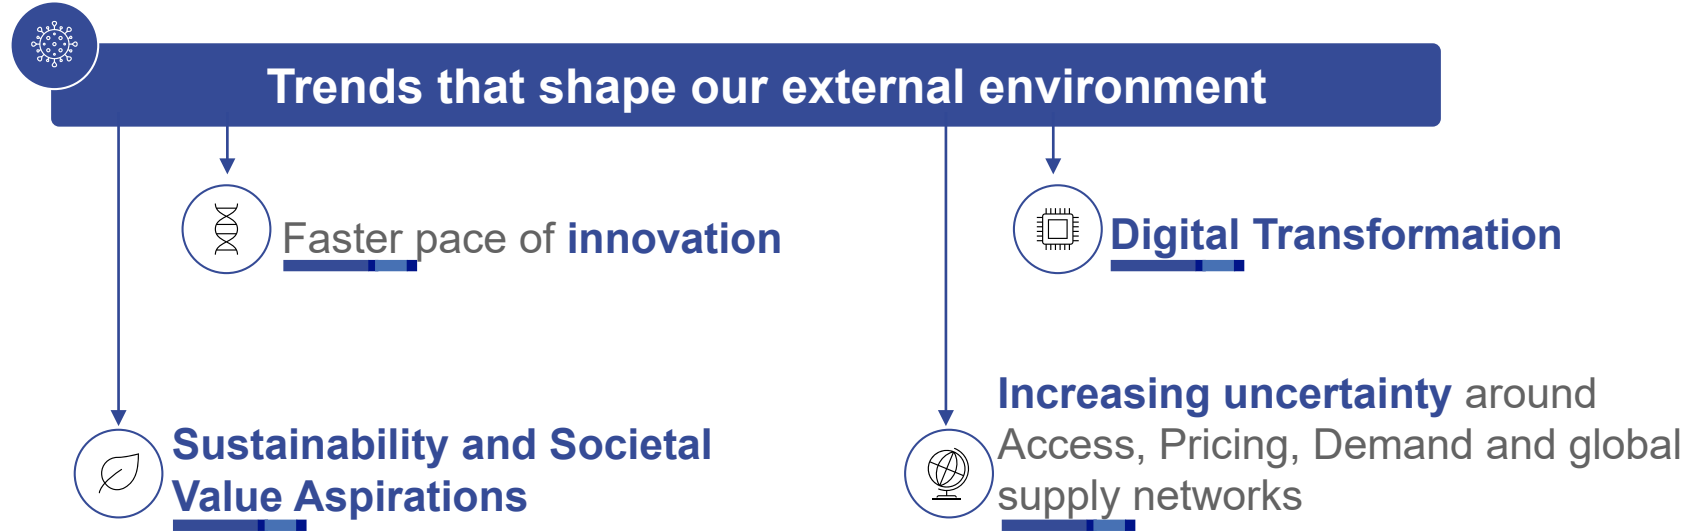 Trends that shape our external environment
Faster pace of innovation
Digital Transformation
Sustainability and Societal
Value Aspirations
Increasing uncertainty around
Access, Pricing, Demand and global
supply networks